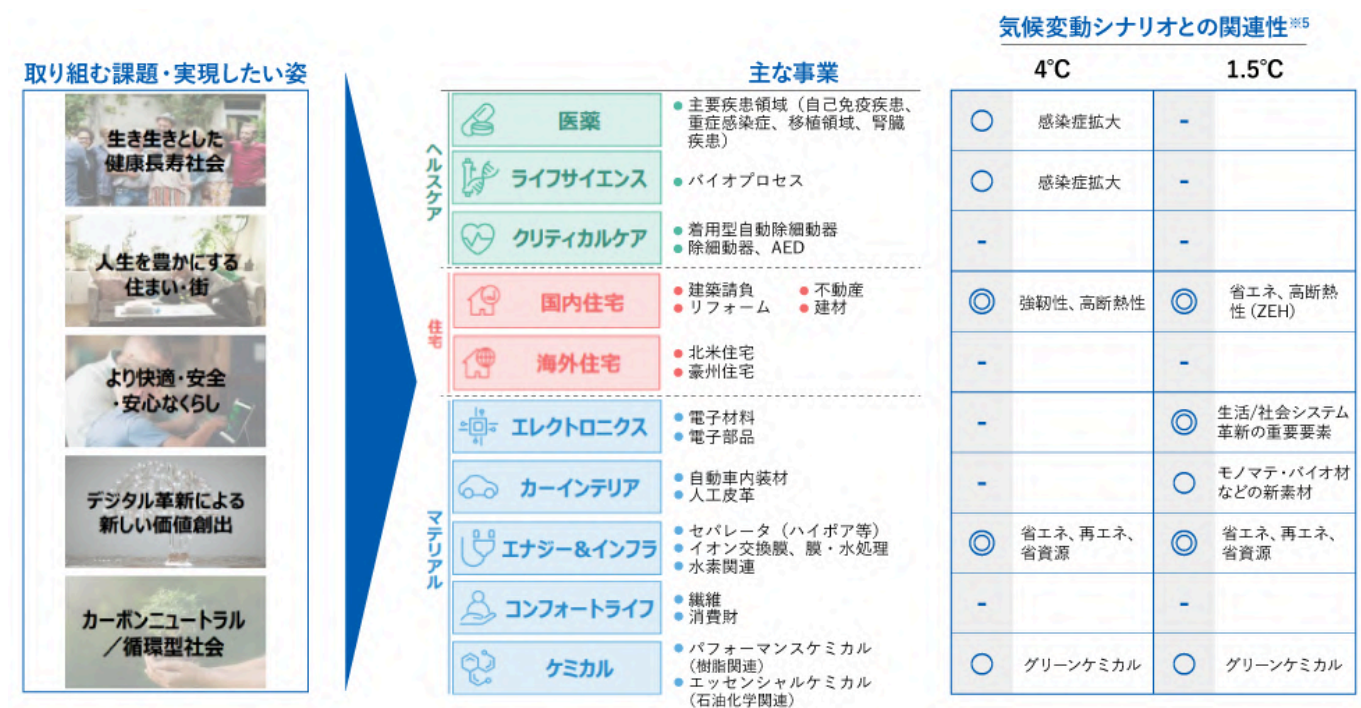 気候変動シナリオとの関連性※5
取り組む課題・実現したい姿
主な事業
4℃
1.5℃
生き生きとした
健康長寿社会
人生を豊かにする
住まい・街
より快適・安全
・安心なくらし
デジタル革新による
新しい価値創出
カーボンニュートラル
／循環型社会
ヘルスケア
医薬
● 主要疾患領域（自己免疫疾患、
重症感染症、移植領域、腎臓
疾患）
○ 感染症拡大
-
ライフサイエンス
● バイオプロセス
○ 感染症拡大
-
クリティカルケア
● 着用型自動除細動器
● 除細動器、AED
-
-
住宅
国内住宅
● 建築請負 ● 不動産
● リフォーム ● 建材
◎ 強靭性、高断熱性
◎ 省エネ、高断熱
性（ZEH）
海外住宅
● 北米住宅
● 豪州住宅
-
-
マテリアル
エレクトロニクス
● 電子材料
● 電子部品
-
◎ 生活/社会システム
革新の重要要素
カーインテリア
● 自動車内装材
● 人工皮革
-
○ モノマテ・バイオ材
などの新素材
エナジー&インフラ
● セパレータ（ハイポア等）
● イオン交換膜、膜・水処理
● 水素関連
◎ 省エネ、再エネ、
省資源
◎ 省エネ、再エネ、
省資源
コンフォートライフ
● 繊維
● 消費財
-
-
ケミカル
● パフォーマンスケミカル
(樹脂関連)
● エッセンシャルケミカル
(石油化学関連)
○ グリーンケミカル
○ グリーンケミカル